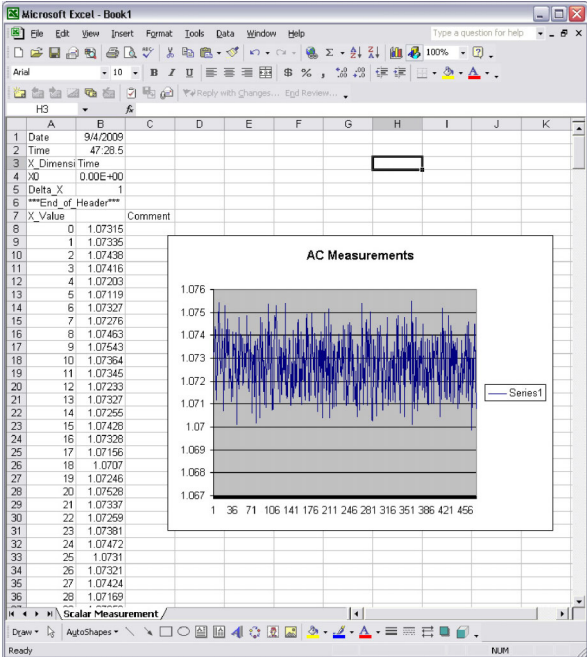 Microsoft Excel - Book1
File Edit View Insert Format Tools Data Window Help Type a question for help
100%
Arial 10 B I U $ % ,
Reply with Changes... End Review...
H3 fx
A B C D E F G H I J K
1 Date 9/4/2009
2 Time 47:28.5
3 X_Dimensi Time
4 X0 0.00E+00
5 Delta_X 1
6 ***End_of_Header***
7 X_Value Comment
8 0 1.07315
9 1 1.07335
10 2 1.07438
11 3 1.07416
12 4 1.07203
13 5 1.07119
14 6 1.07327
15 7 1.07276
16 8 1.07463
17 9 1.07543
18 10 1.07364
19 11 1.07345
20 12 1.07233
21 13 1.07327
22 14 1.07255
23 15 1.07428
24 16 1.07328
25 17 1.07156
26 18 1.0707
27 19 1.07246
28 20 1.07528
29 21 1.07337
30 22 1.07259
31 23 1.07381
32 24 1.07472
33 25 1.0731
34 26 1.07321
35 27 1.07424
36 28 1.07169
AC Measurements
1.076
1.075
1.074
1.073
1.072
1.071
1.07
1.069
1.068
1.067
1 36 71 106 141 176 211 246 281 316 351 386 421 456
Series1
Scalar Measurement
Draw AutoShapes
Ready NUM